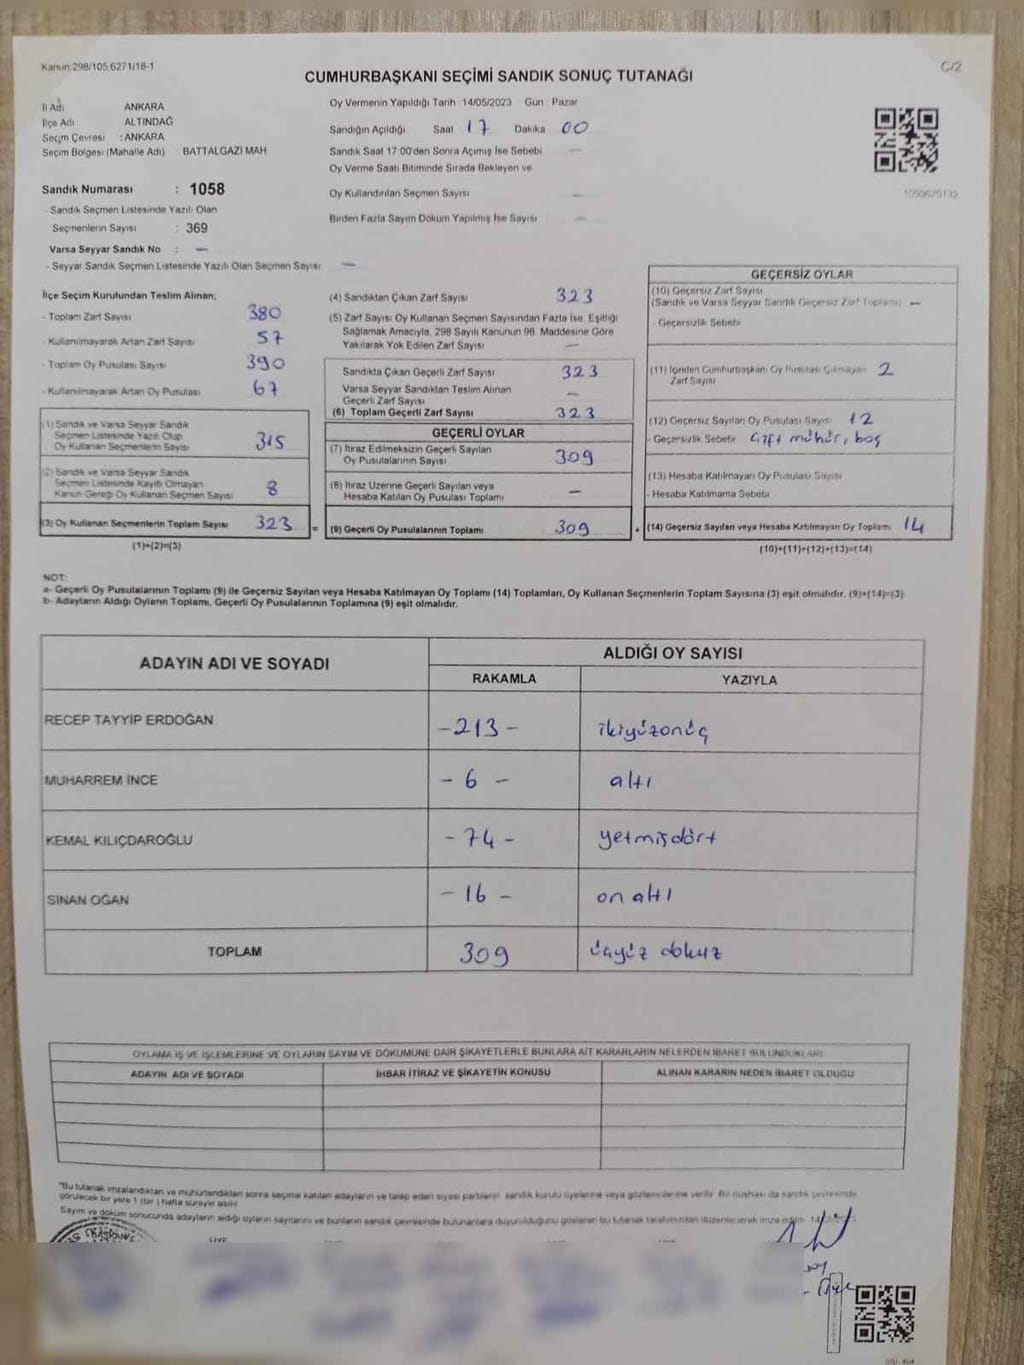 Kanun:298/105,6271/18-1
C/2
CUMHURBAŞKANI SEÇİMİ SANDIK SONUÇ TUTANAĞI
İl Adı ANKARA
İlçe Adı ALTINDAĞ
Seçim Çevresi : ANKARA
Seçim Bölgesi (Mahalle Adı) BATTALGAZI MAH
Sandık Numarası : 1058
- Sandık Seçmen Listesinde Yazılı Olan
Seçmenlerin Sayısı : 369
Varsa Seyyar Sandık No : —
- Seyyar Sandık Seçmen Listesinde Yazılı Olan Seçmen Sayısı —
Oy Vermenin Yapıldığı Tarih 14/05/2023 Gün : Pazar
Sandığın Açıldığı Saat 17 Dakika 00
Sandık Saat 17:00'den Sonra Açımış İse Sebebi —
Oy Verme Saati Bitiminde Sırada Bekleyen ve
Oy Kullandırılan Seçmen Sayısı —
Birden Fazla Sayım Döküm Yapılmış İse Sayısı —
İlçe Seçim Kurulundan Teslim Alınan;
- Toplam Zarf Sayısı 380
- Kullanılmayarak Artan Zarf Sayısı 57
- Toplam Oy Pusulası Sayısı 390
- Kullanılmayarak Artan Oy Pusulası 67
(1) Sandık ve Varsa Seyyar Sandık
Seçmen Listesinde Yazılı Olup
Oy Kullanan Seçmenlerin Sayısı 315
(2) Sandık ve Varsa Seyyar Sandık
Seçmen Listesinde Kayıtlı Olmayan
Kanun Gereği Oy Kullanan Seçmen Sayısı 8
(3) Oy Kullanan Seçmenlerin Toplam Sayısı 323
(1)+(2)=(3)
(4) Sandıktan Çıkan Zarf Sayısı 323
(5) Zarf Sayısı Oy Kullanan Seçmen Sayısından Fazla İse, Eşitliği
Sağlamak Amacıyla, 298 Sayılı Kanunun 98. Maddesine Göre
Yakılarak Yok Edilen Zarf Sayısı —
Sandıkta Çıkan Geçerli Zarf Sayısı 323
Varsa Seyyar Sandıktan Teslim Alınan
Geçerli Zarf Sayısı —
(6) Toplam Geçerli Zarf Sayısı 323
GEÇERLİ OYLAR
(7) İtiraz Edilmeksizin Geçerli Sayılan
Oy Pusulalarının Sayısı 309
(8) İtiraz Üzerine Geçerli Sayılan veya
Hesaba Katılan Oy Pusulası Toplamı —
= (9) Geçerli Oy Pusulalarının Toplamı 309
GEÇERSİZ OYLAR
(10) Geçersiz Zarf Sayısı
(Sandık ve Varsa Seyyar Sandık Geçersiz Zarf Toplamı) —
- Geçersizlik Sebebi
(11) İçinden Cumhurbaşkanı Oy Pusulası Çıkmayan 2
Zarf Sayısı
(12) Geçersiz Sayılan Oy Pusulası Sayısı 12
- Geçersizlik Sebebi Çift mühür, boş
(13) Hesaba Katılmayan Oy Pusulası Sayısı
- Hesaba Katılmama Sebebi
+ (14) Geçersiz Sayılan veya Hesaba Katılmayan Oy Toplamı 14
(10)+(11)+(12)+(13)=(14)
NOT:
a- Geçerli Oy Pusulalarının Toplamı (9) ile Geçersiz Sayılan veya Hesaba Katılmayan Oy Toplamı (14) Toplamları, Oy Kullanan Seçmenlerin Toplam Sayısına (3) eşit olmalıdır. (9)+(14)=(3)
b- Adayların Aldığı Oyların Toplamı, Geçerli Oy Pusulalarının Toplamına (9) eşit olmalıdır.
ADAYIN ADI VE SOYADI ALDIĞI OY SAYISI
RAKAMLA YAZIYLA
RECEP TAYYİP ERDOĞAN -213- ikiyüzonüç
MUHARREM İNCE -6- altı
KEMAL KILIÇDAROĞLU -74- yetmişdört
SİNAN OĞAN -16- onaltı
TOPLAM 309 üçyüz dokuz
OYLAMA İŞ VE İŞLEMLERİNE VE OYLARIN SAYIM VE DÖKÜMÜNE DAİR ŞİKAYETLERLE BUNLARA AİT KARARLARIN NELERDEN İBARET BULUNDUKLARI
ADAYIN ADI VE SOYADI İHBAR İTİRAZ VE ŞİKAYETİN KONUSU ALINAN KARARIN NEDEN İBARET OLDUĞU
"Bu tutanak imzalandıktan ve mühürlendikten sonra seçime katılan adayların ve talep eden siyasi partilerin sandık kurulu üyelerine veya gözlemcilerine verilir. Bir nüshası da sandık çevresinde
görülecek bir yere 1 (bir) hafta süreyle asılır.
Sayım ve döküm sonucunda adayların aldığı oyların sayılarını ve bunların sandık çevresinde bulunanlara duyurulduğunu gösteren bu tutanak tarafımızdan düzenlenerek imza edildi.